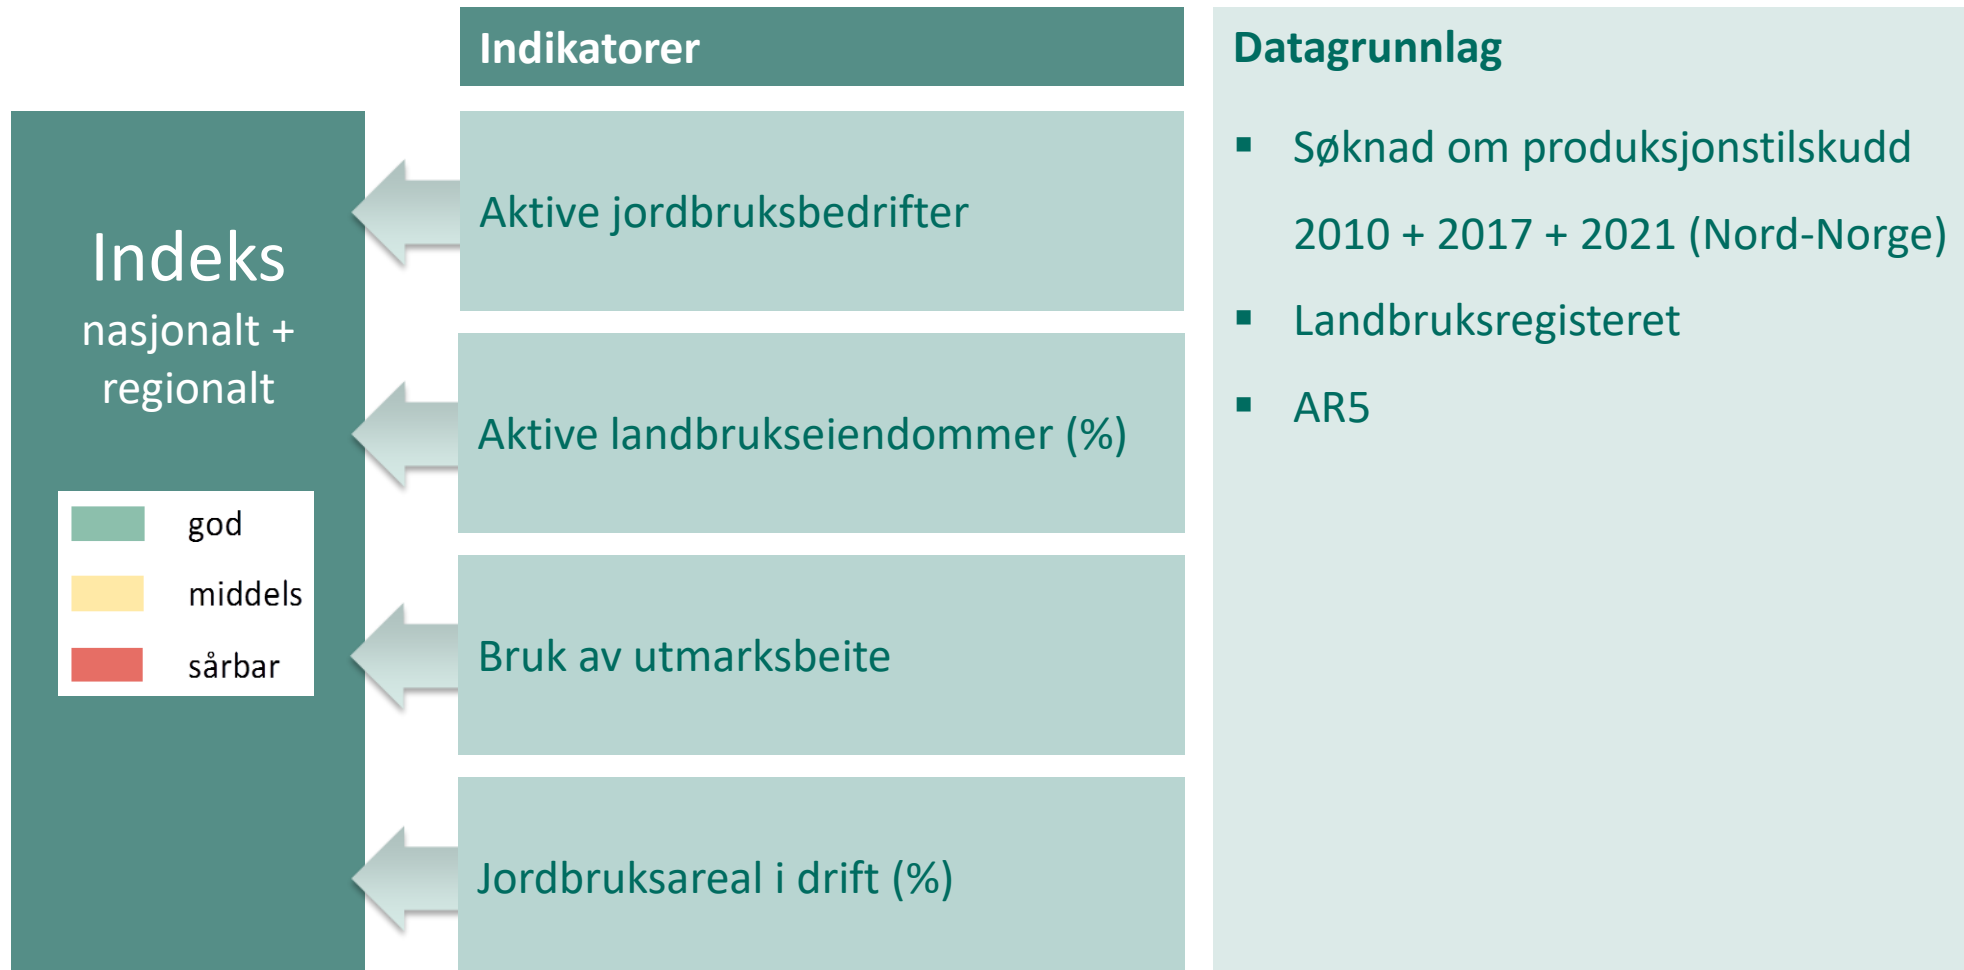 Indeks
nasjonalt +
regionalt
god
middels
sårbar
Indikatorer
Aktive jordbruksbedrifter
Aktive landbrukseiendommer (%)
Bruk av utmarksbeite
Jordbruksareal i drift (%)
Datagrunnlag
▪ Søknad om produksjonstilskudd
2010 + 2017 + 2021 (Nord-Norge)
▪ Landbruksregisteret
▪ AR5